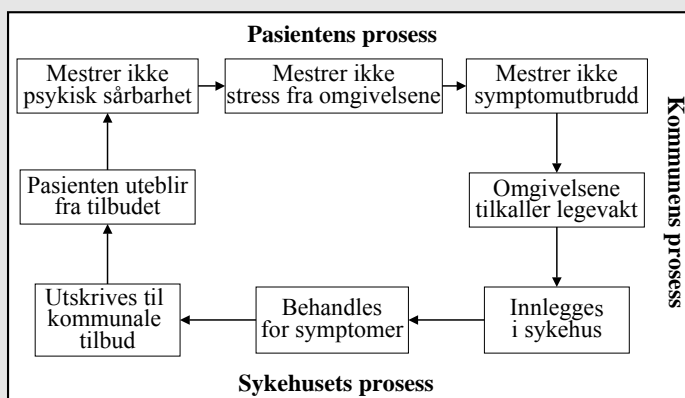 Pasientens prosess
Mestrer ikke
psykisk sårbarhet
Mestrer ikke
stress fra omgivelsene
Mestrer ikke
symptomutbrudd
Kommunens prosess
Pasienten uteblir
fra tilbudet
Omgivelsene
tilkaller legevakt
Utskrives til
kommunale
tilbud
Behandles
for symptomer
Innlegges
i sykehus
Sykehusets prosess